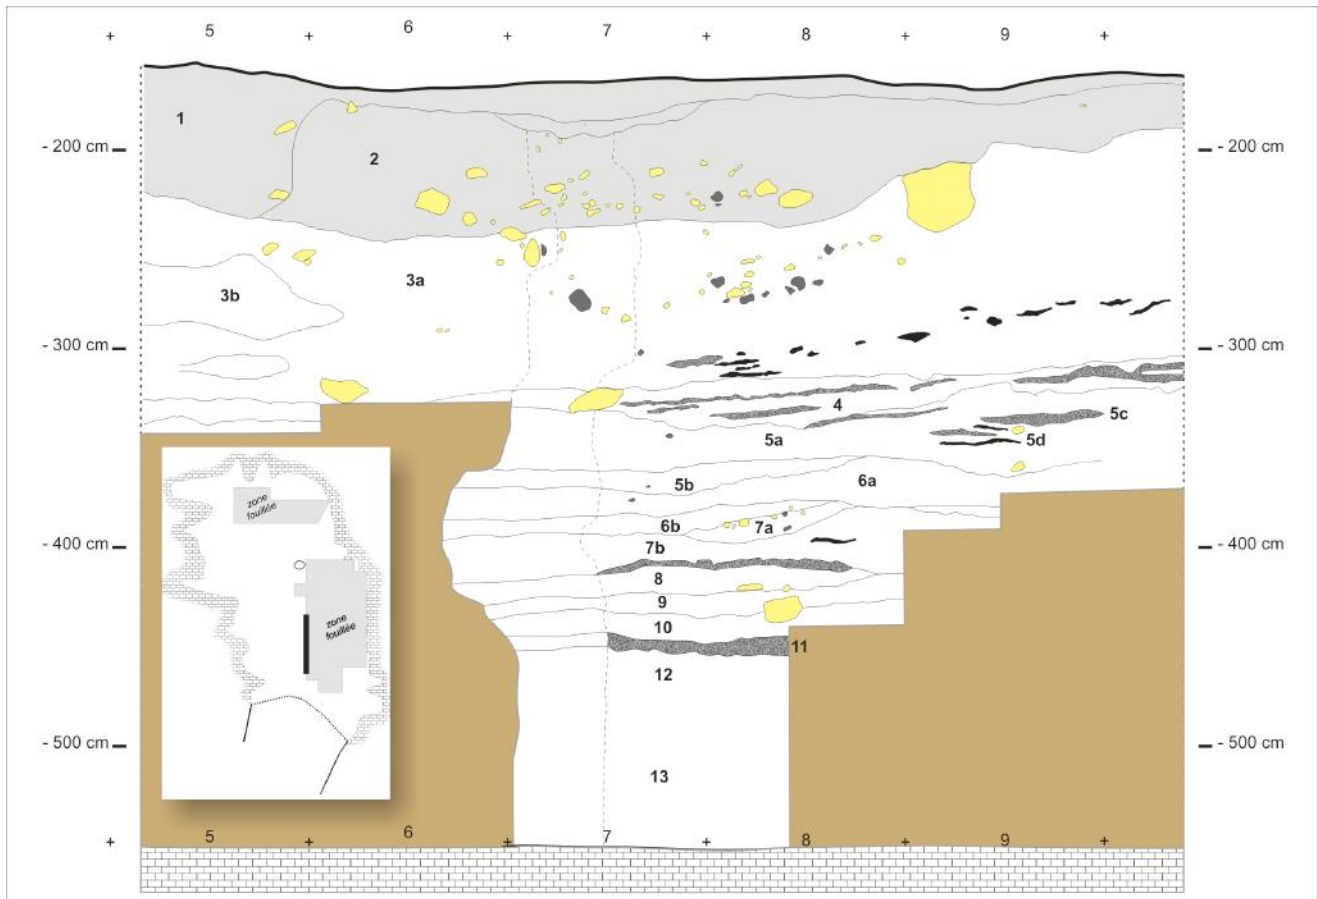 5 6 7 8 9
+ + + + + +
1
- 200 cm - 200 cm
2
3a
3b
- 300 cm - 300 cm
4
5c
5a 5d
5b 6a
6b 7a
- 400 cm 7b - 400 cm
8
9
10
11
12
- 500 cm - 500 cm
13
zone
fouillée
zone
fouillée
5 6 7 8 9
+ + + + + +